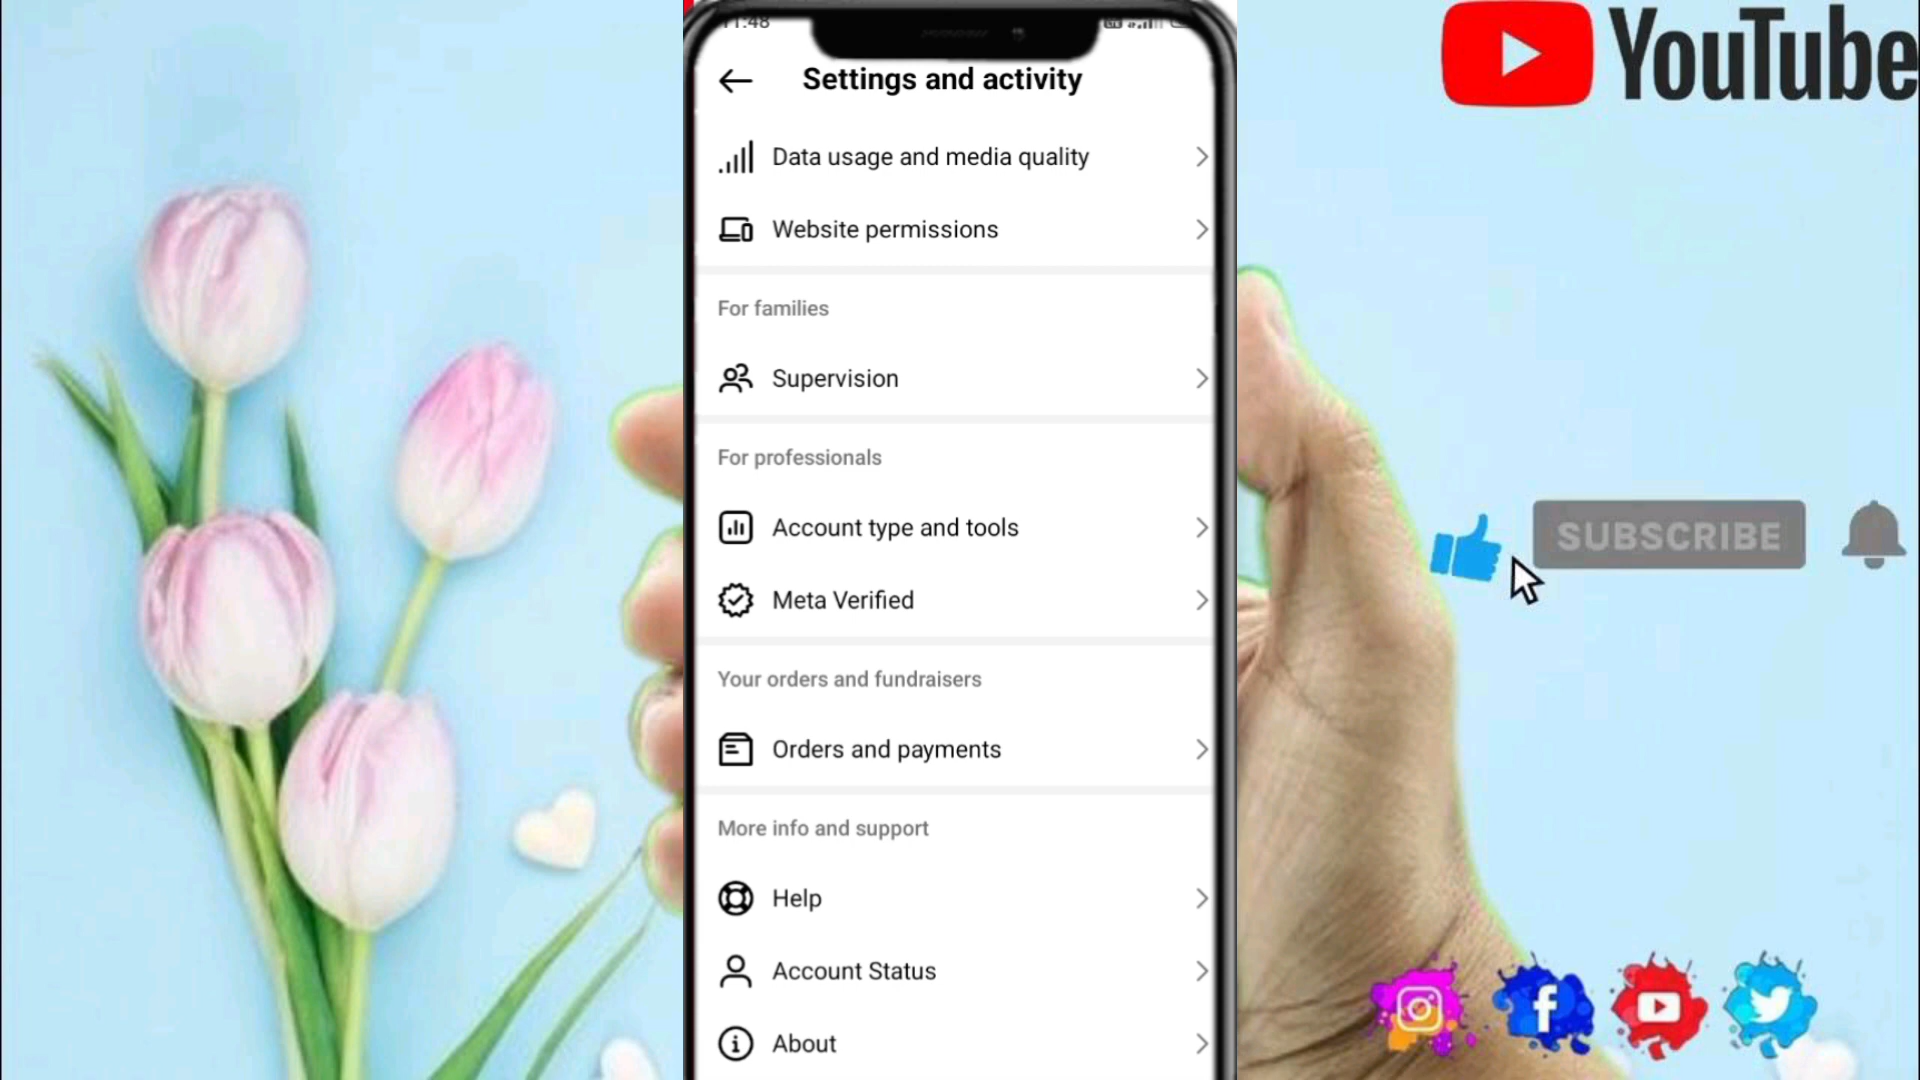 11:48
Settings and activity
Data usage and media quality
Website permissions
For families
Supervision
For professionals
Account type and tools
Meta Verified
Your orders and fundraisers
Orders and payments
More info and support
Help
Account Status
About
YouTube
SUBSCRIBE